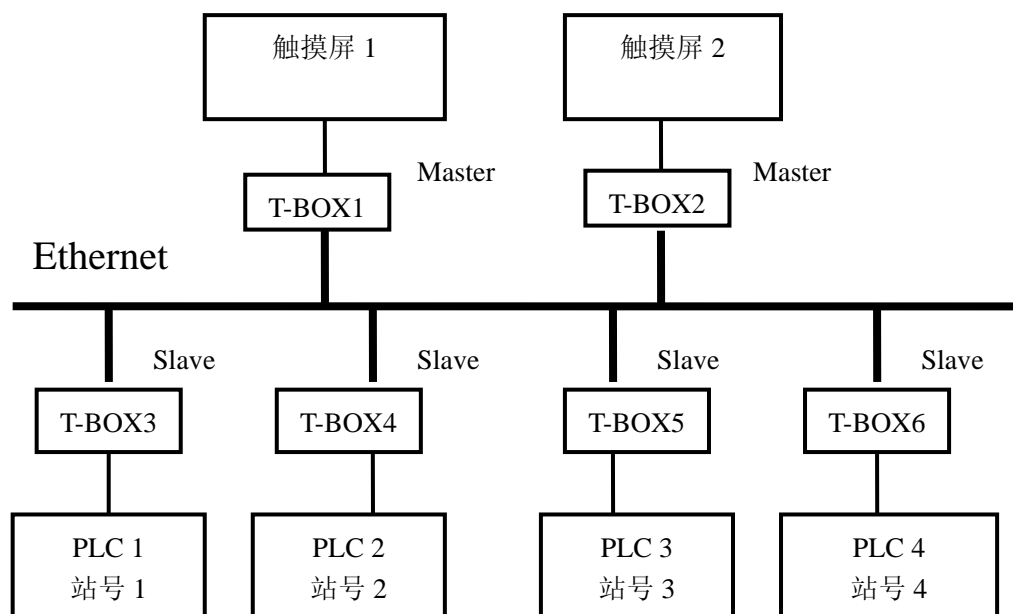 触摸屏 1
触摸屏 2
Master
Master
T-BOX1
T-BOX2
Ethernet
Slave
Slave
Slave
Slave
T-BOX3
T-BOX4
T-BOX5
T-BOX6
PLC 1
站号 1
PLC 2
站号 2
PLC 3
站号 3
PLC 4
站号 4